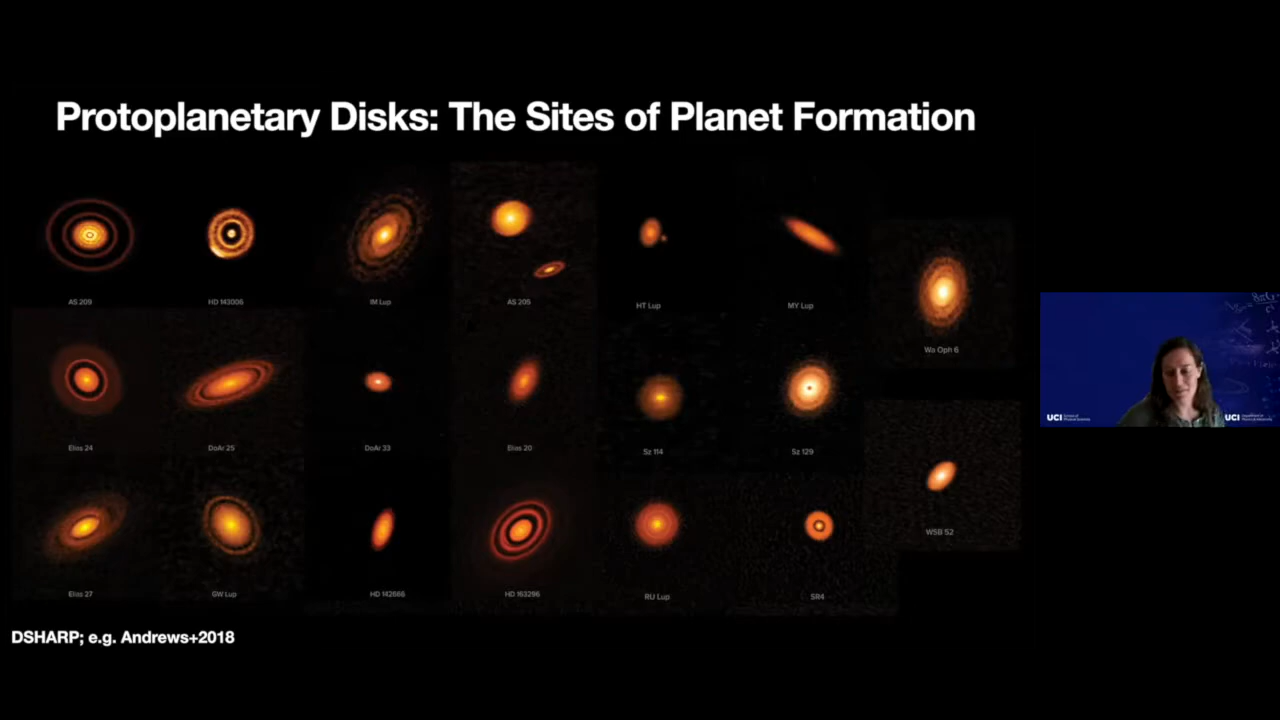 Protoplanetary Disks: The Sites of Planet Formation
AS 209
HD 143006
IM Lup
AS 205
HT Lup
MY Lup
Wa Oph 6
Elias 24
DoAr 25
DoAr 33
Elias 20
Sz 114
Sz 129
WSB 52
Elias 27
GW Lup
HD 142666
HD 163296
RU Lup
SR4
DSHARP; e.g. Andrews+2018
UCI
UCI